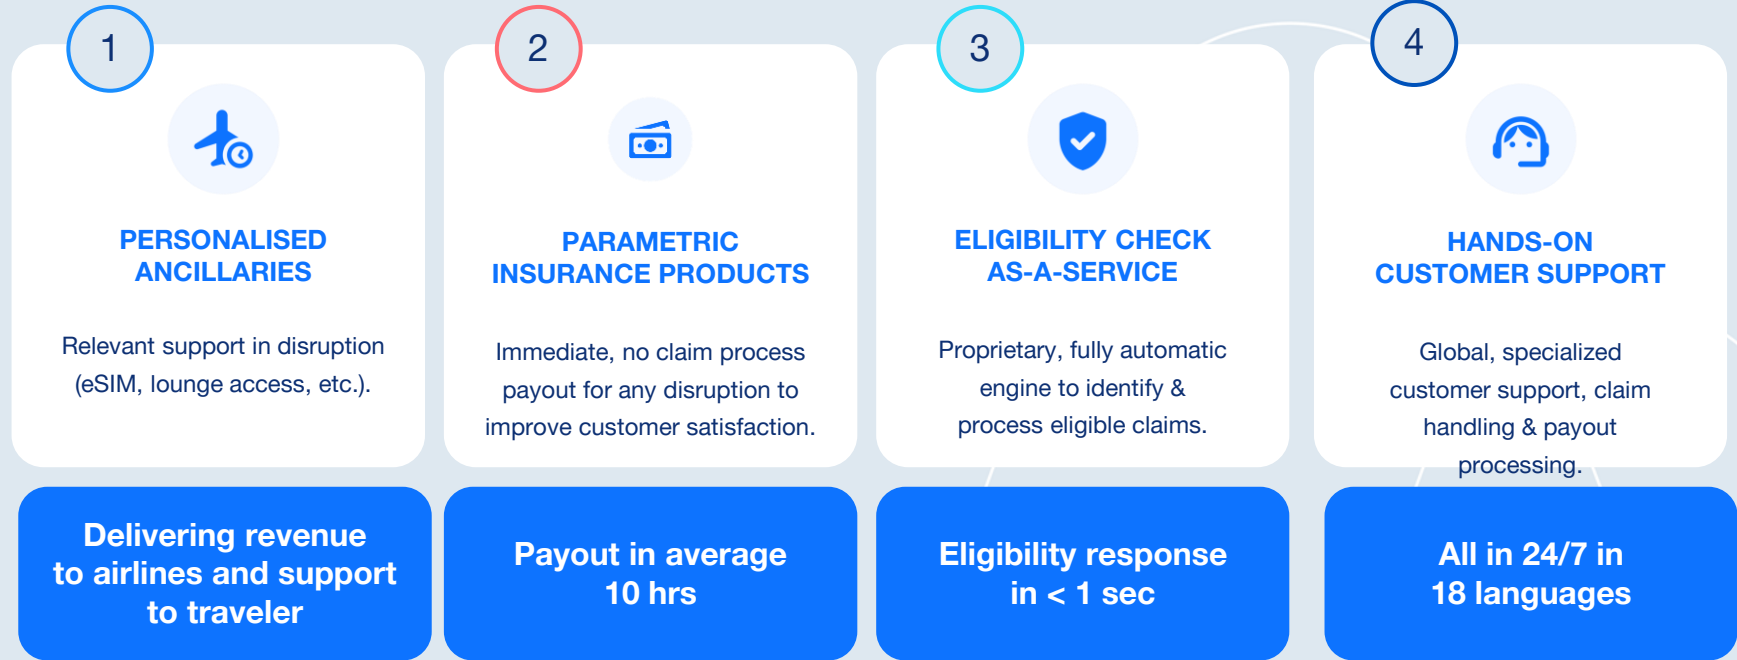 1
PERSONALISED
ANCILLARIES
Relevant support in disruption
(eSIM, lounge access, etc.).
Delivering revenue
to airlines and support
to traveler
2
PARAMETRIC
INSURANCE PRODUCTS
Immediate, no claim process
payout for any disruption to
improve customer satisfaction.
Payout in average
10 hrs
3
ELIGIBILITY CHECK
AS-A-SERVICE
Proprietary, fully automatic
engine to identify &
process eligible claims.
Eligibility response
in < 1 sec
4
HANDS-ON
CUSTOMER SUPPORT
Global, specialized
customer support, claim
handling & payout
processing.
All in 24/7 in
18 languages